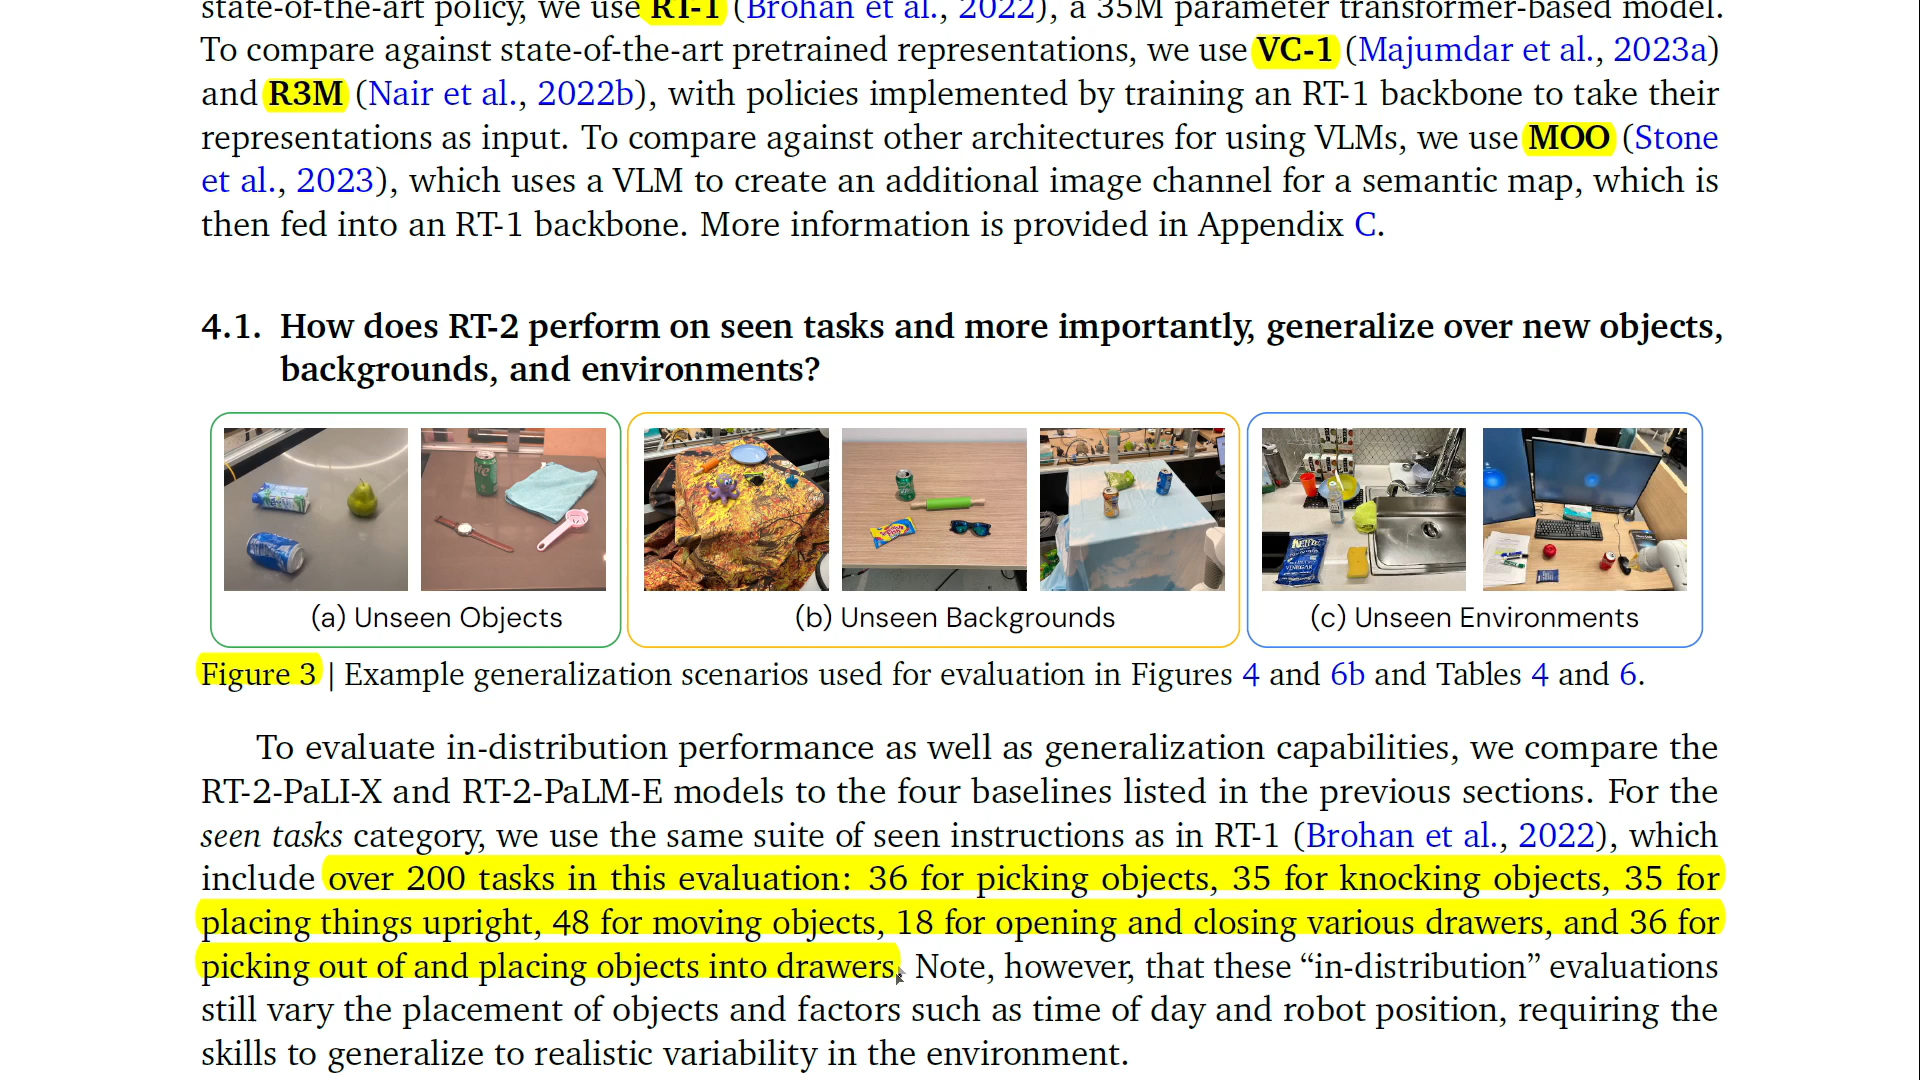 state-of-the-art policy, we use RT-1 (Brohan et al., 2022), a 35M parameter transformer-based model.
To compare against state-of-the-art pretrained representations, we use VC-1 (Majumdar et al., 2023a)
and R3M (Nair et al., 2022b), with policies implemented by training an RT-1 backbone to take their
representations as input. To compare against other architectures for using VLMs, we use MOO (Stone
et al., 2023), which uses a VLM to create an additional image channel for a semantic map, which is
then fed into an RT-1 backbone. More information is provided in Appendix C.
4.1. How does RT-2 perform on seen tasks and more importantly, generalize over new objects,
backgrounds, and environments?
(a) Unseen Objects
(b) Unseen Backgrounds
(c) Unseen Environments
Figure 3 | Example generalization scenarios used for evaluation in Figures 4 and 6b and Tables 4 and 6.
To evaluate in-distribution performance as well as generalization capabilities, we compare the
RT-2-PaLI-X and RT-2-PaLM-E models to the four baselines listed in the previous sections. For the
seen tasks category, we use the same suite of seen instructions as in RT-1 (Brohan et al., 2022), which
include over 200 tasks in this evaluation: 36 for picking objects, 35 for knocking objects, 35 for
placing things upright, 48 for moving objects, 18 for opening and closing various drawers, and 36 for
picking out of and placing objects into drawers. Note, however, that these “in-distribution” evaluations
still vary the placement of objects and factors such as time of day and robot position, requiring the
skills to generalize to realistic variability in the environment.